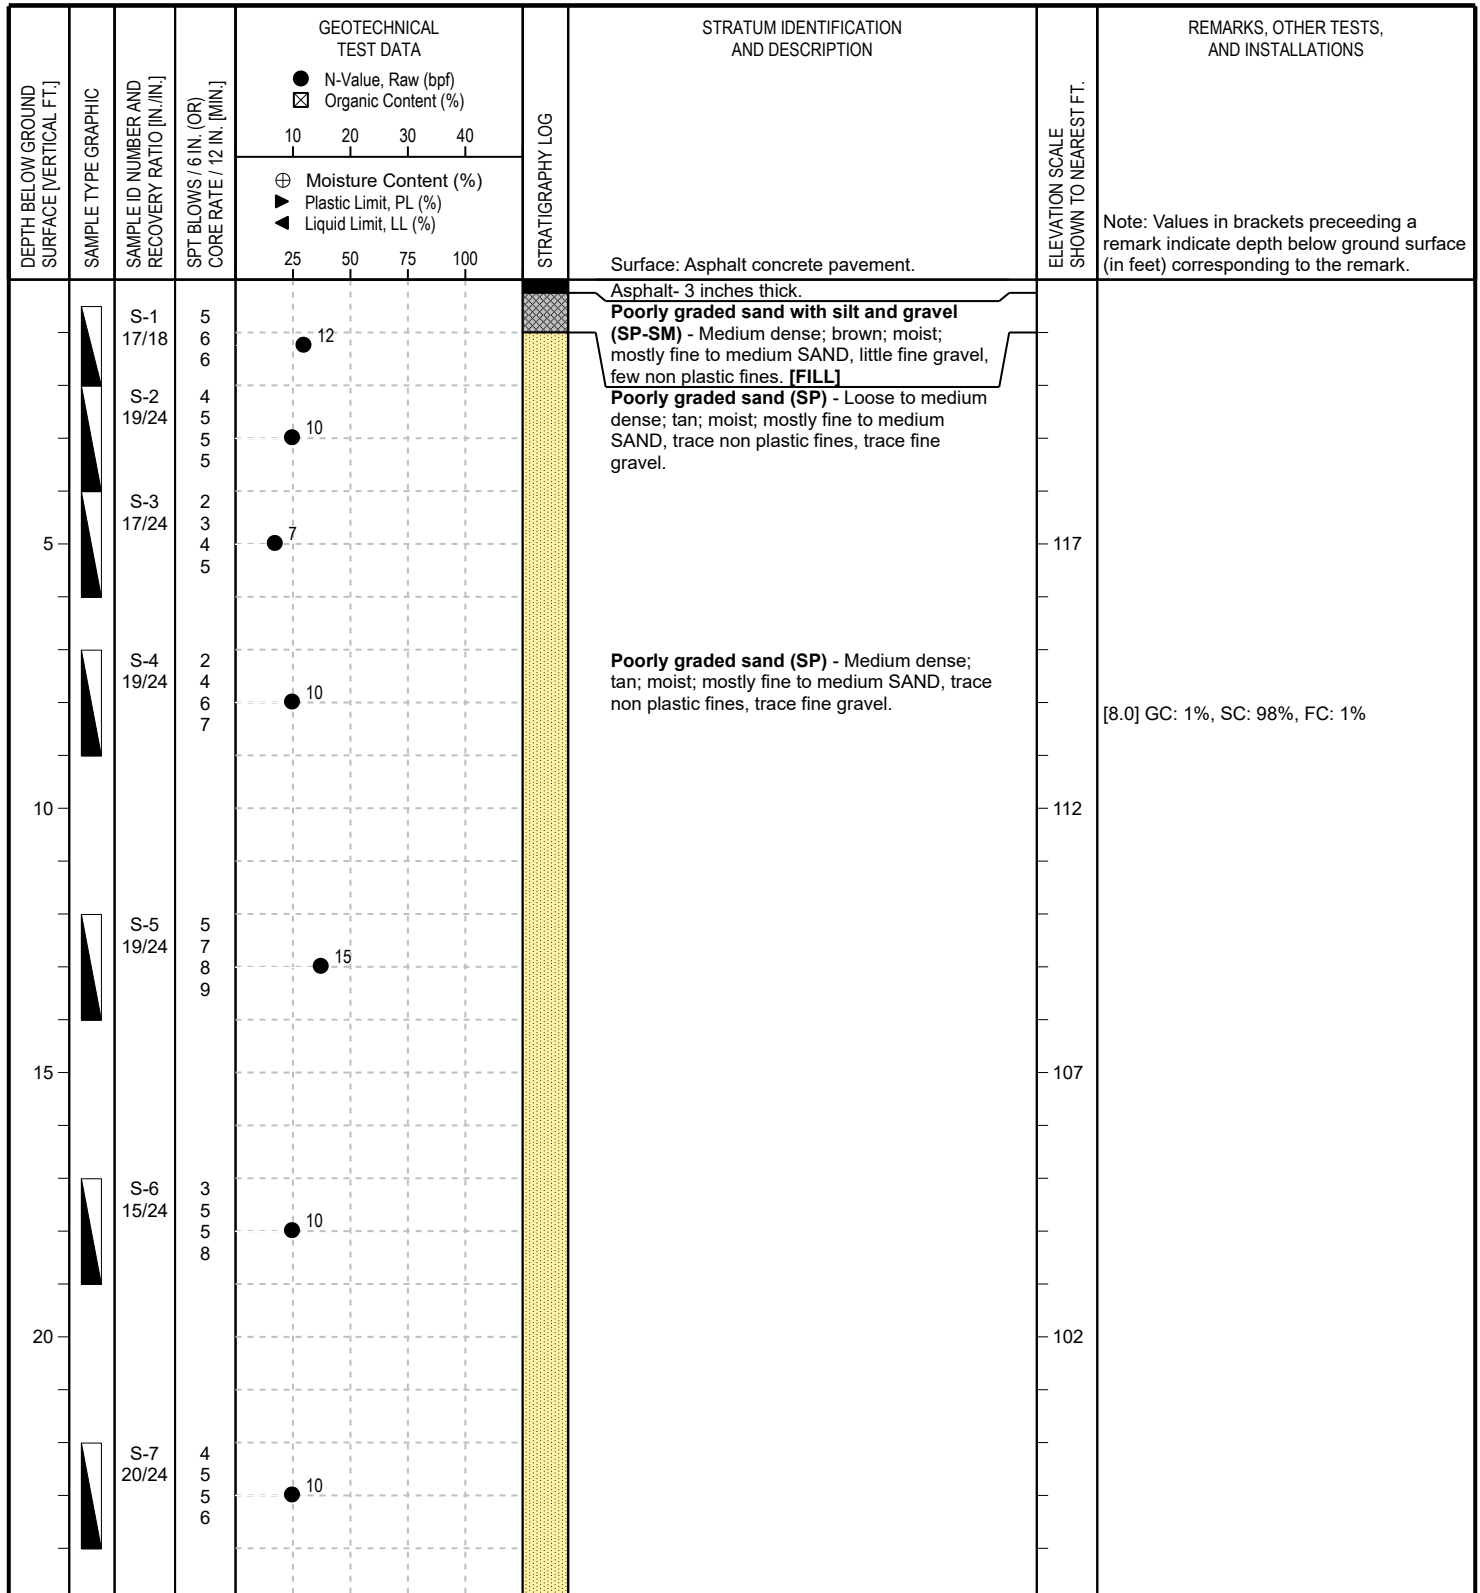 DEPTH BELOW GROUND
SURFACE [VERTICAL FT.]
SAMPLE TYPE GRAPHIC
SAMPLE ID NUMBER AND
RECOVERY RATIO [IN./IN.]
SPT BLOWS / 6 IN. (OR)
CORE RATE / 12 IN. [MIN.]
GEOTECHNICAL
TEST DATA
N-Value, Raw (bpf)
Organic Content (%)
10 20 30 40
Moisture Content (%)
Plastic Limit, PL (%)
Liquid Limit, LL (%)
25 50 75 100
STRATIGRAPHY LOG
STRATUM IDENTIFICATION
AND DESCRIPTION
Surface: Asphalt concrete pavement.
ELEVATION SCALE
SHOWN TO NEAREST FT.
REMARKS, OTHER TESTS,
AND INSTALLATIONS
Note: Values in brackets preceeding a
remark indicate depth below ground surface
(in feet) corresponding to the remark.
Asphalt- 3 inches thick.
S-1
17/18
5
6
6
12
Poorly graded sand with silt and gravel
(SP-SM) - Medium dense; brown; moist;
mostly fine to medium SAND, little fine gravel,
few non plastic fines. [FILL]
S-2
19/24
4
5
5
5
10
Poorly graded sand (SP) - Loose to medium
dense; tan; moist; mostly fine to medium
SAND, trace non plastic fines, trace fine
gravel.
S-3
17/24
2
3
4
5
7
5
117
S-4
19/24
2
4
6
7
10
Poorly graded sand (SP) - Medium dense;
tan; moist; mostly fine to medium SAND, trace
non plastic fines, trace fine gravel.
[8.0] GC: 1%, SC: 98%, FC: 1%
10
112
S-5
19/24
5
7
8
9
15
15
107
S-6
15/24
3
5
5
8
10
20
102
S-7
20/24
4
5
5
6
10